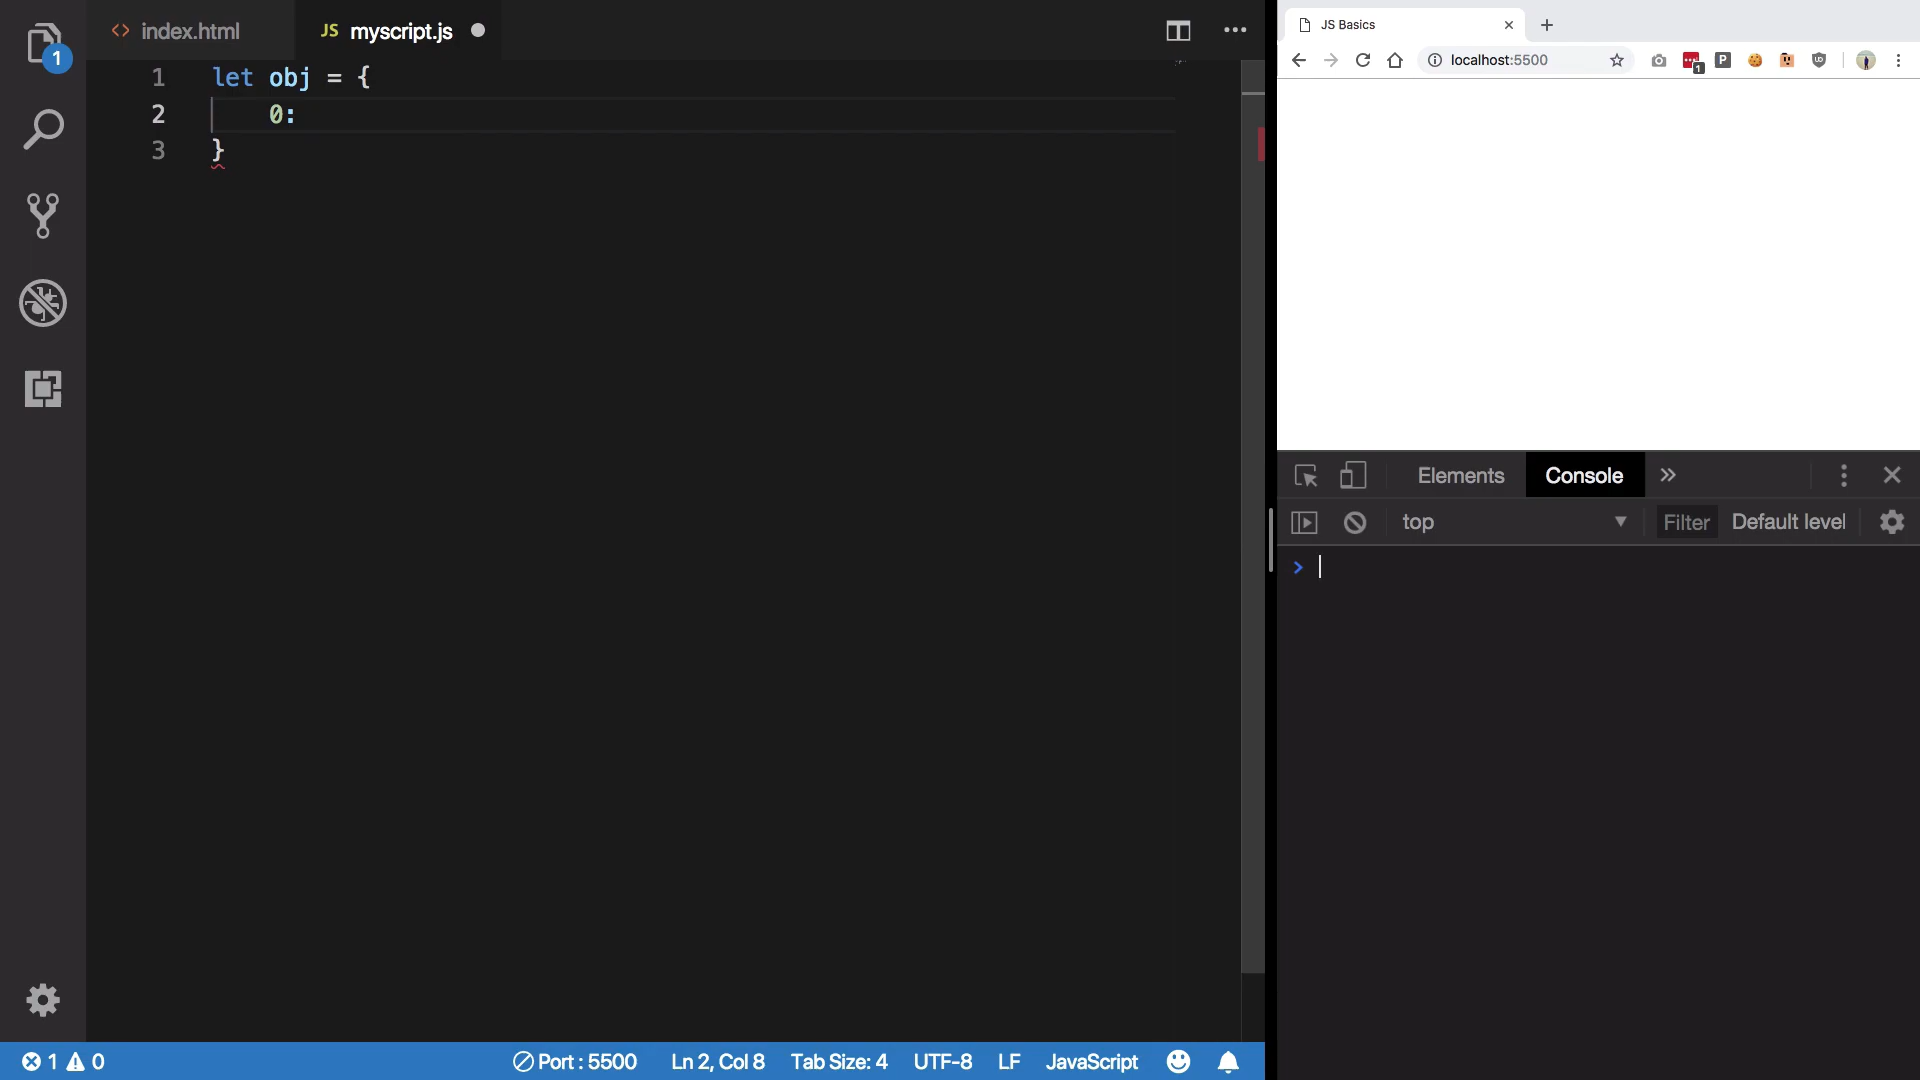 1
index.html
JS myscript.js
1 let obj = {
2 0:
3 }
1 0
Port : 5500
Ln 2, Col 8
Tab Size: 4
UTF-8
LF
JavaScript
JS Basics
localhost:5500
1
P
Elements
Console
top
Filter
Default level